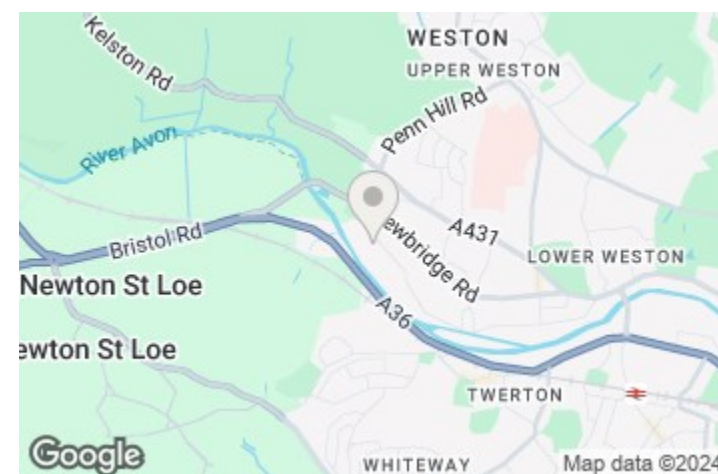 WESTON
UPPER WESTON
Kelston Rd
Penn Hill Rd
River Avon
A431
ewbridge Rd
Bristol Rd
LOWER WESTON
Newton St Loe
A36
ewton St Loe
TWERTON
Google
WHITEWAY
Map data ©2024